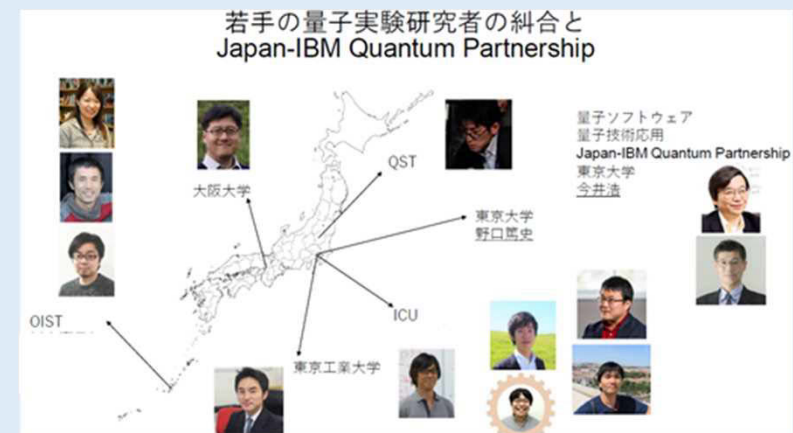 若手の量子実験研究者の糾合と
Japan-IBM Quantum Partnership
量子ソフトウェア
量子技術応用
Japan-IBM Quantum Partnership
東京大学
今井浩
QST
大阪大学
東京大学
野口篤史
OIST
ICU
東京工業大学